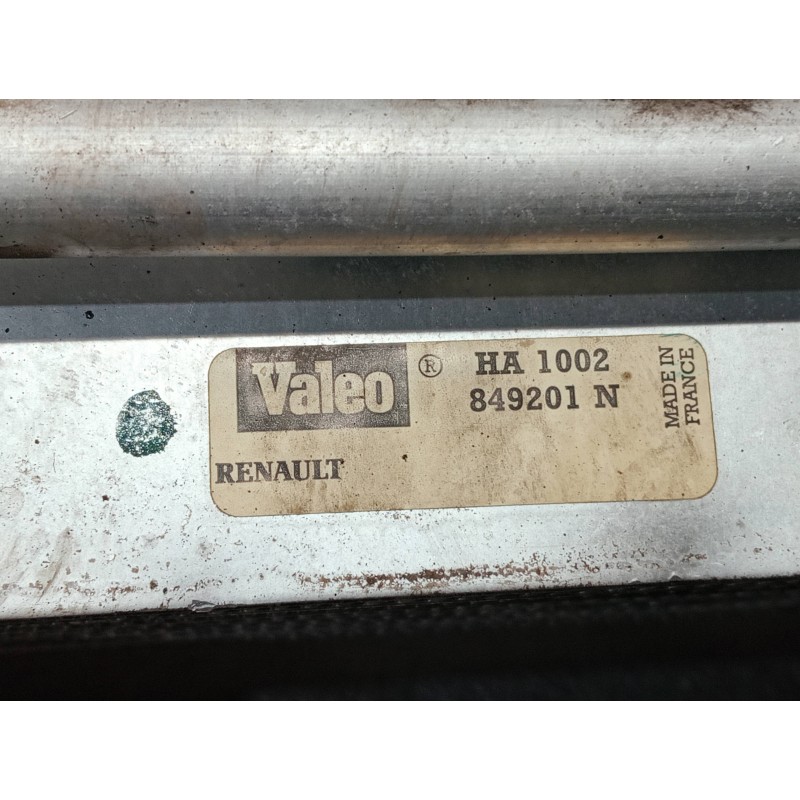 Valeo ® HA 1002
849201 N
RENAULT
MADE IN
FRANCE